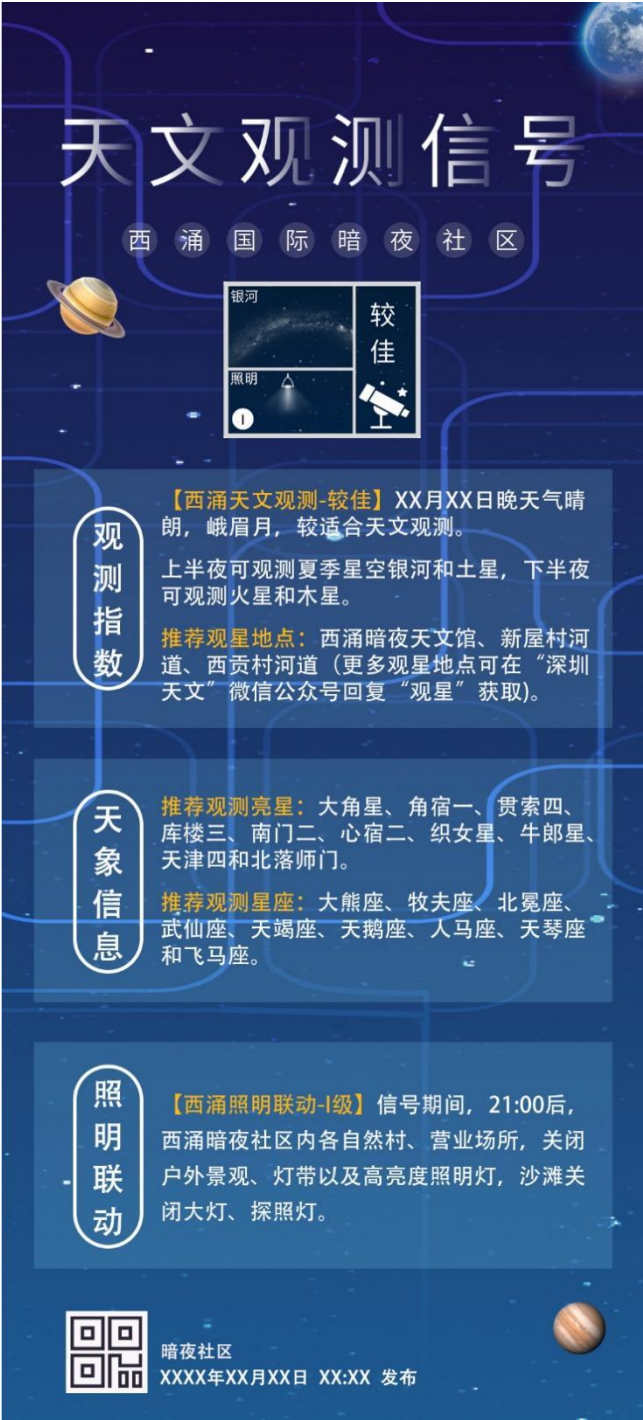 天文观测信号
西涌国际暗夜社区
银河
较佳
照明
I
观测指数
【西涌天文观测-较佳】XX月XX日晚天气晴
朗，峨眉月，较适合天文观测。
上半夜可观测夏季星空银河和土星，下半夜
可观测火星和木星。
推荐观星地点：西涌暗夜天文馆、新屋村河
道、西贡村河道（更多观星地点可在“深圳
天文”微信公众号回复“观星”获取)。
天象信息
推荐观测亮星：大角星、角宿一、贯索四、
库楼三、南门二、心宿二、织女星、牛郎星、
天津四和北落师门。
推荐观测星座：大熊座、牧夫座、北冕座、
武仙座、天蝎座、天鹅座、人马座、天琴座
和飞马座。
照明联动
【西涌照明联动-I级】信号期间，21:00后，
西涌暗夜社区内各自然村、营业场所，关闭
户外景观、灯带以及高亮度照明灯，沙滩关
闭大灯、探照灯。
暗夜社区
XXXX年XX月XX日 XX:XX 发布